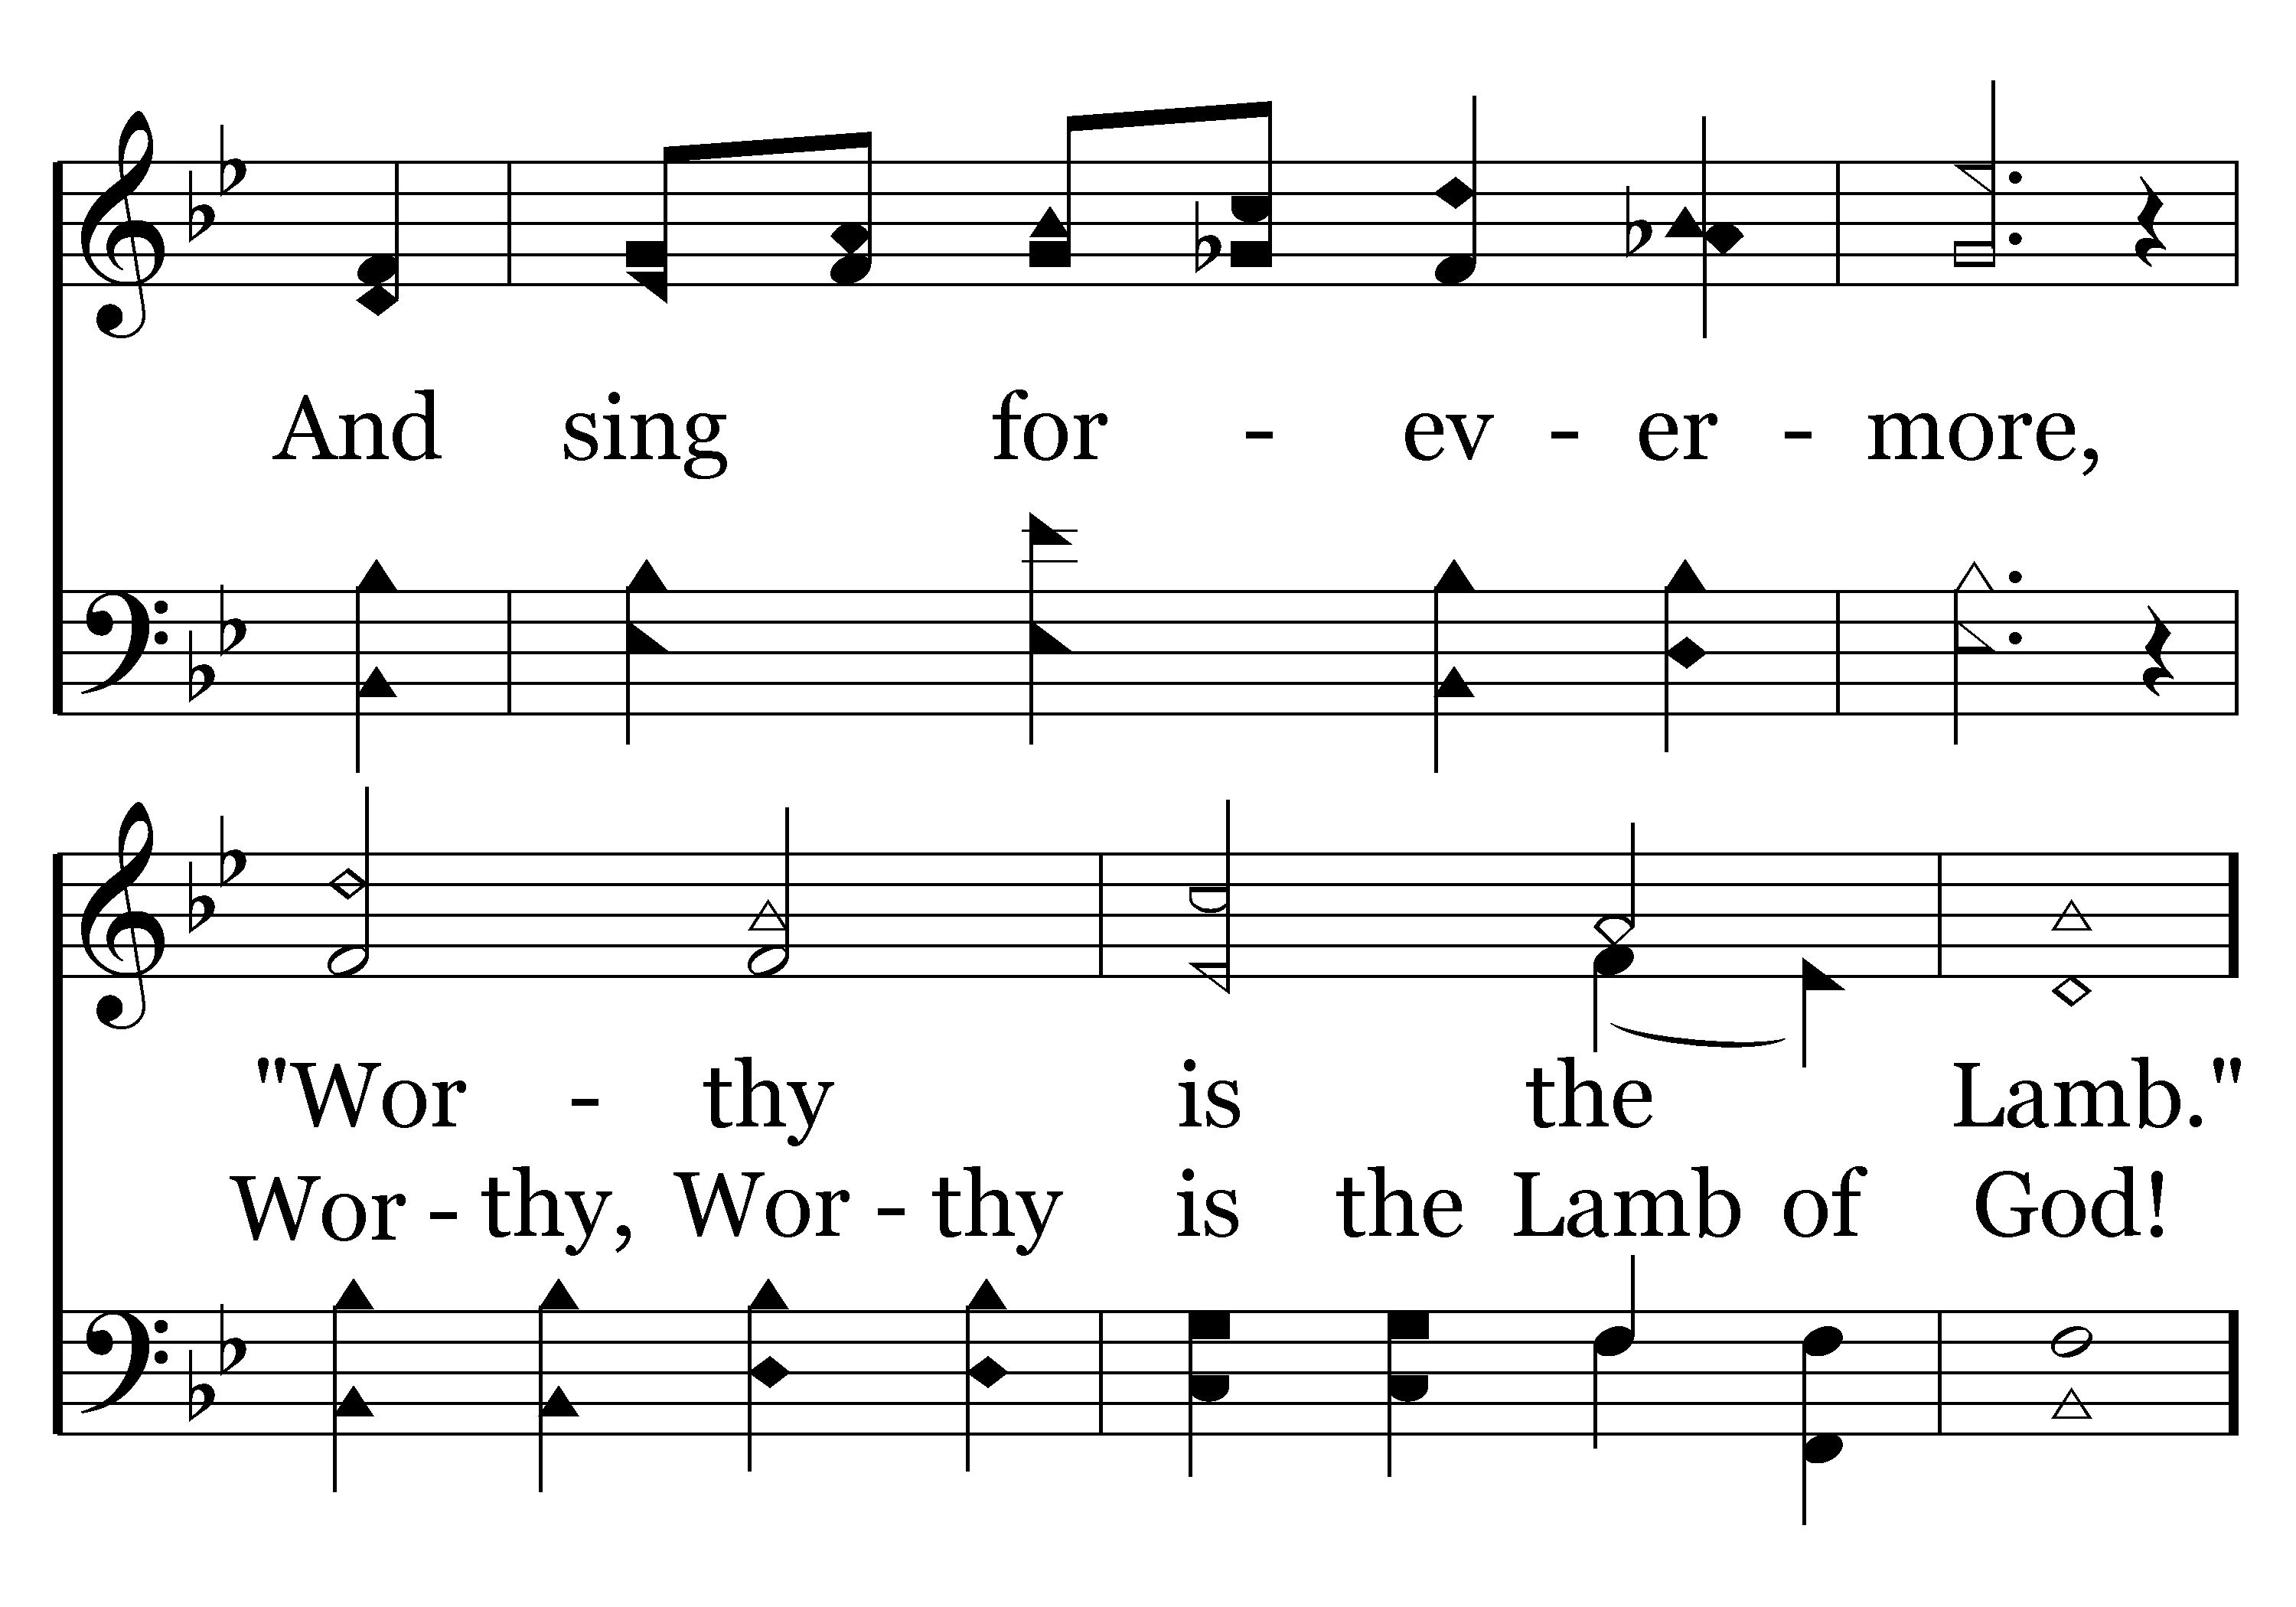 And sing for - ev - er - more,
"Wor - thy is the Lamb."
Wor - thy, Wor - thy is the Lamb of God!